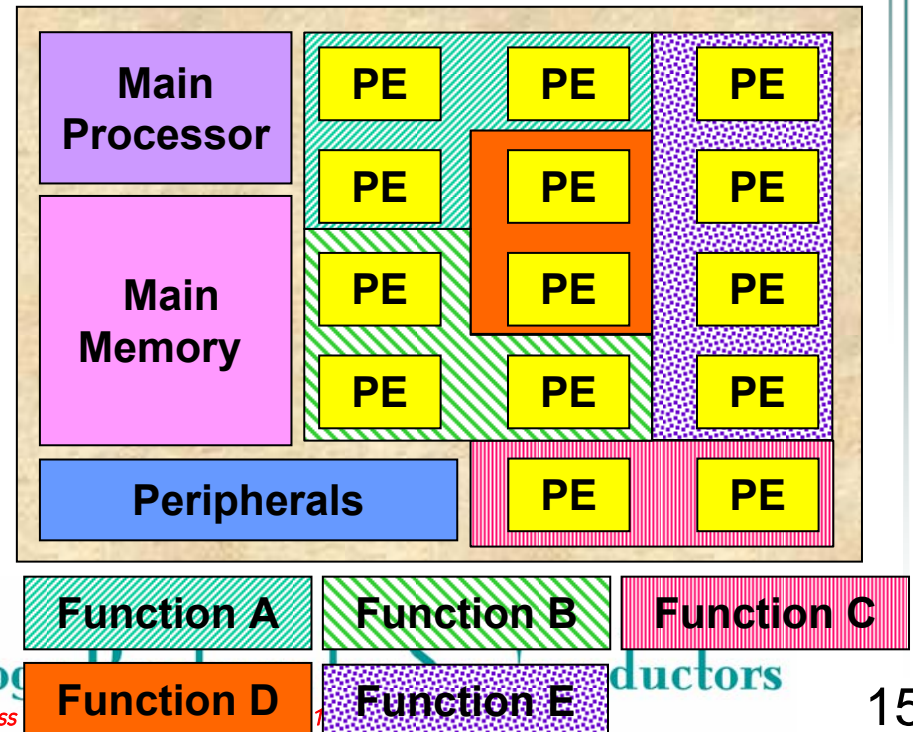 Main
Processor
PE PE PE
PE PE PE
Main
Memory
PE PE PE
PE PE PE
Peripherals
PE PE
Function A Function B Function C
ductors
Function D Function E
15